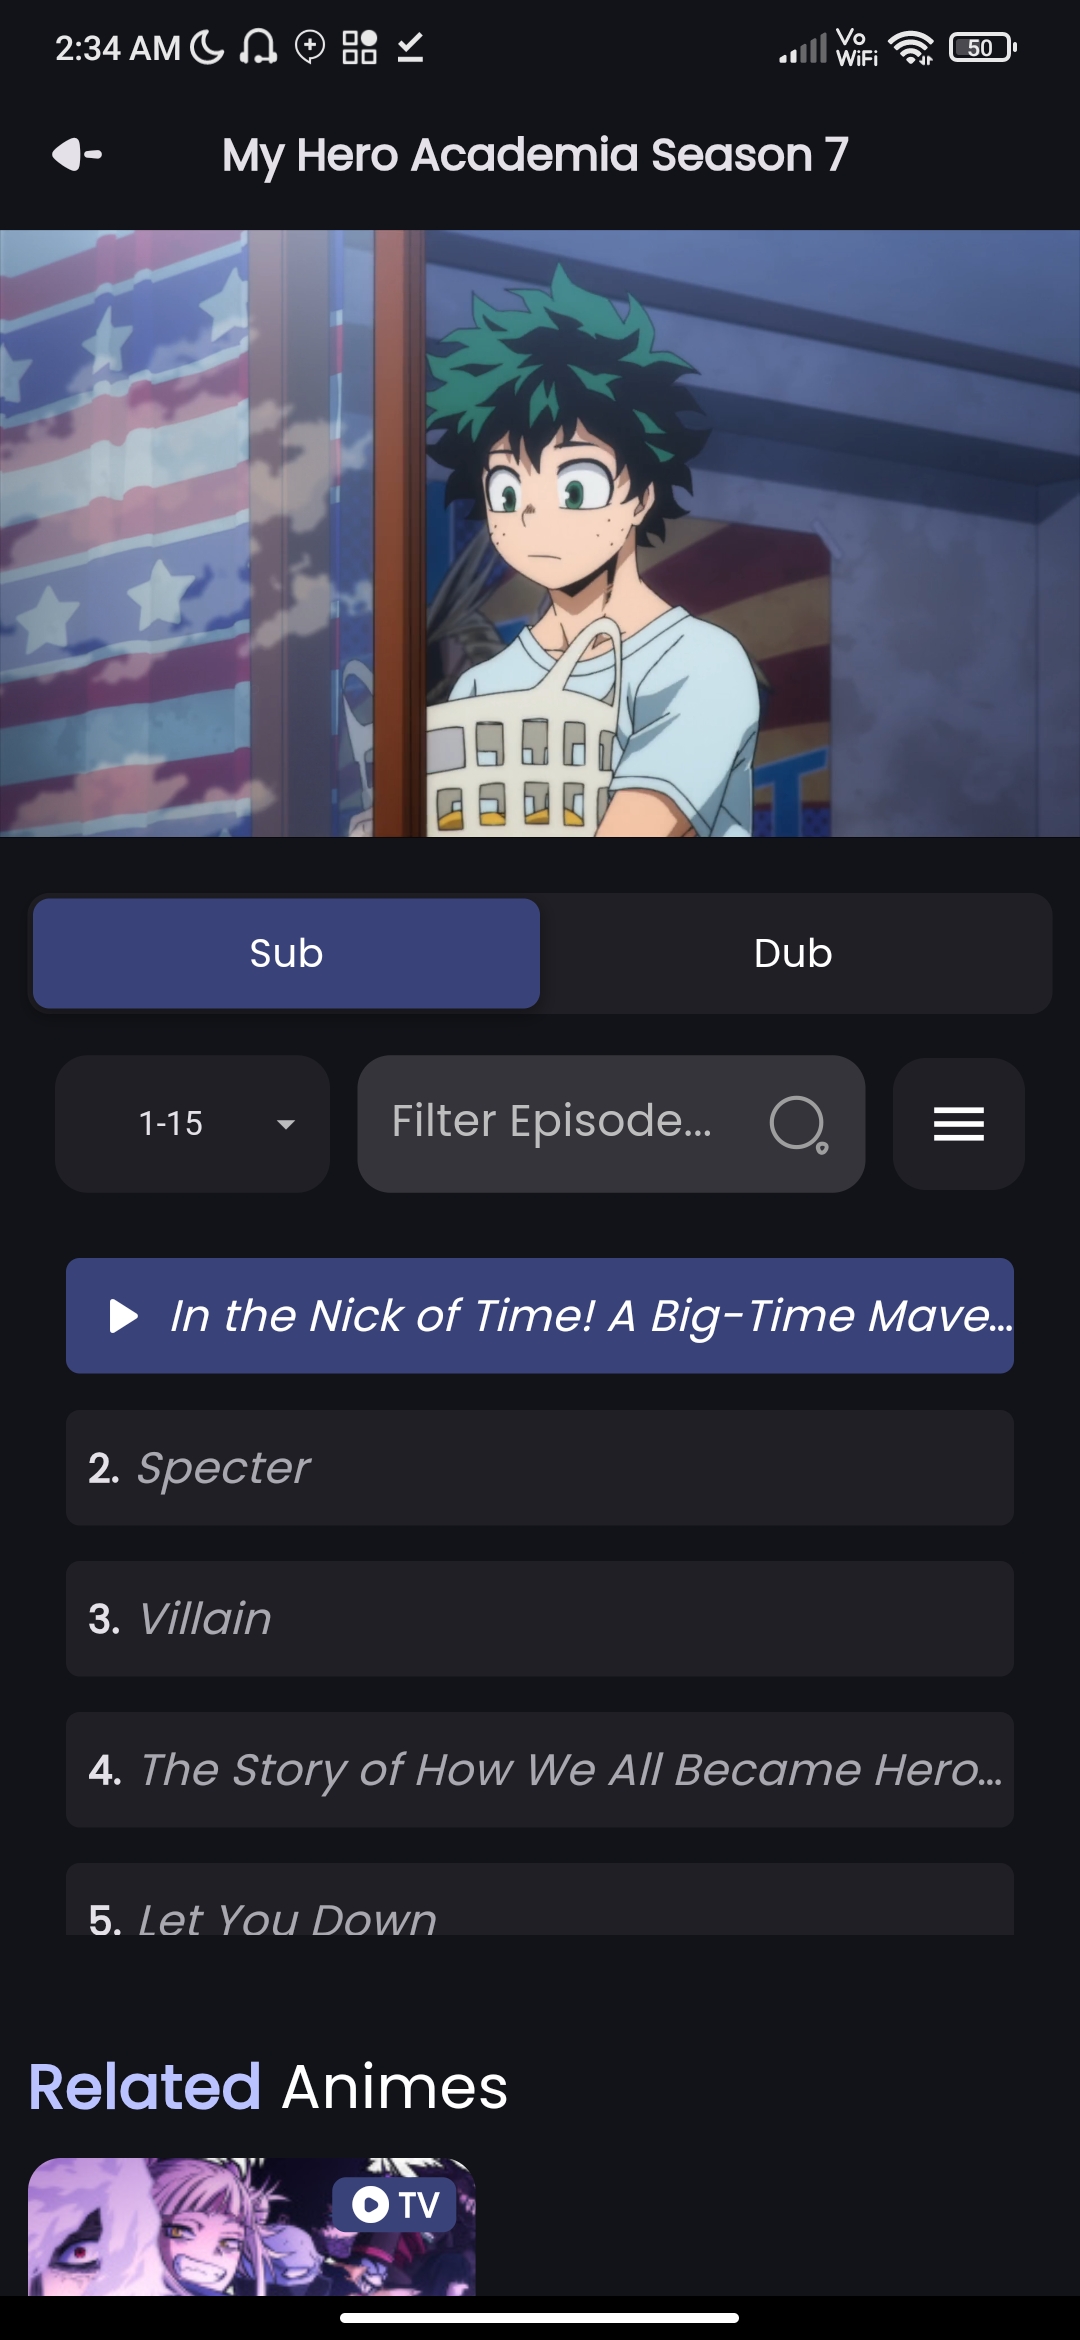 2:34 AM
Vo
WiFi
50
My Hero Academia Season 7
Sub
Dub
1-15
Filter Episode...
In the Nick of Time! A Big-Time Mave...
2. Specter
3. Villain
4. The Story of How We All Became Hero...
5. Let You Down
Related Animes
TV